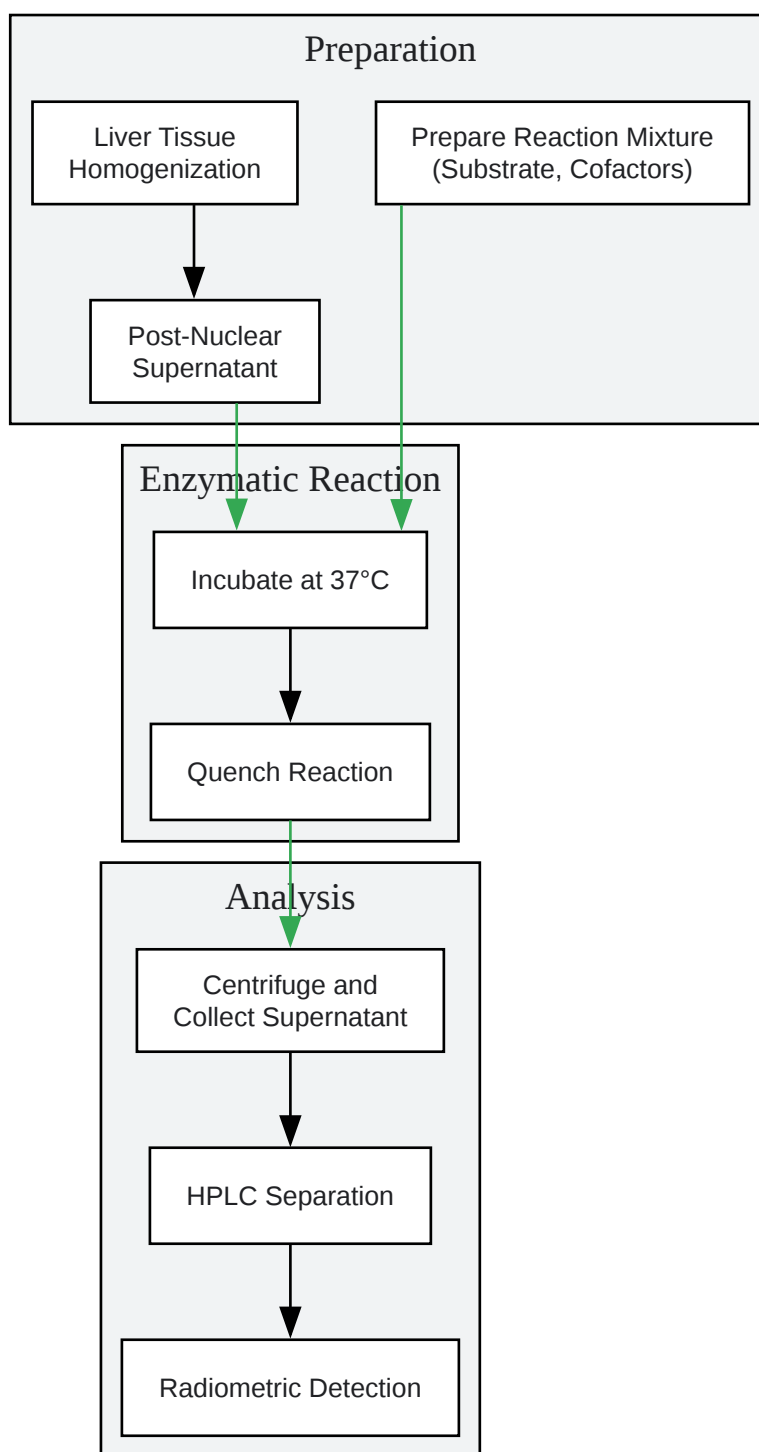 Preparation
Liver Tissue
Homogenization
Prepare Reaction Mixture
(Substrate, Cofactors)
Post-Nuclear
Supernatant
Enzymatic Reaction
Incubate at 37°C
Quench Reaction
Analysis
Centrifuge and
Collect Supernatant
HPLC Separation
Radiometric Detection